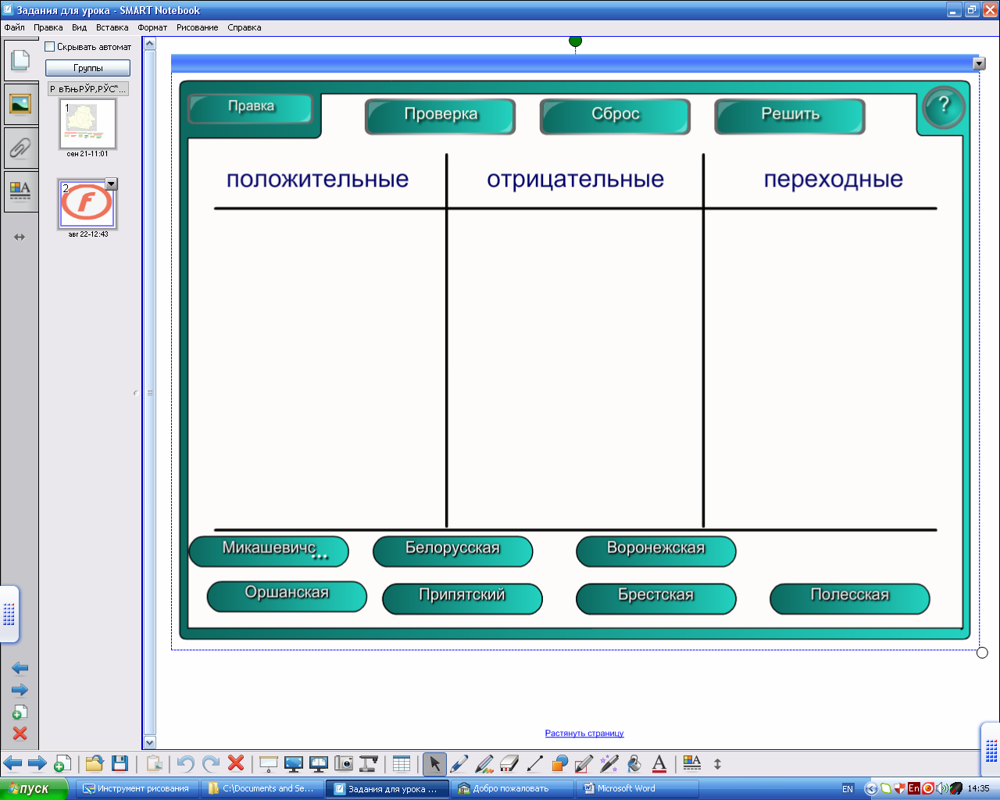 Задания для урока - SMART Notebook
Файл Правка Вид Вставка Формат Рисование Справка
Скрывать автомат
Группы
1
сен 21-11:01
2
авг 22-12:43
Правка
Проверка
Сброс
Решить
?
положительные
отрицательные
переходные
Микашевичс...
Белорусская
Воронежская
Оршанская
Припятский
Брестская
Полесская
Растянуть страницу
пуск
Инструмент рисования
C:\Documents and Se...
Задания для урока ...
Добро пожаловать
Microsoft Word
EN
En
14:35